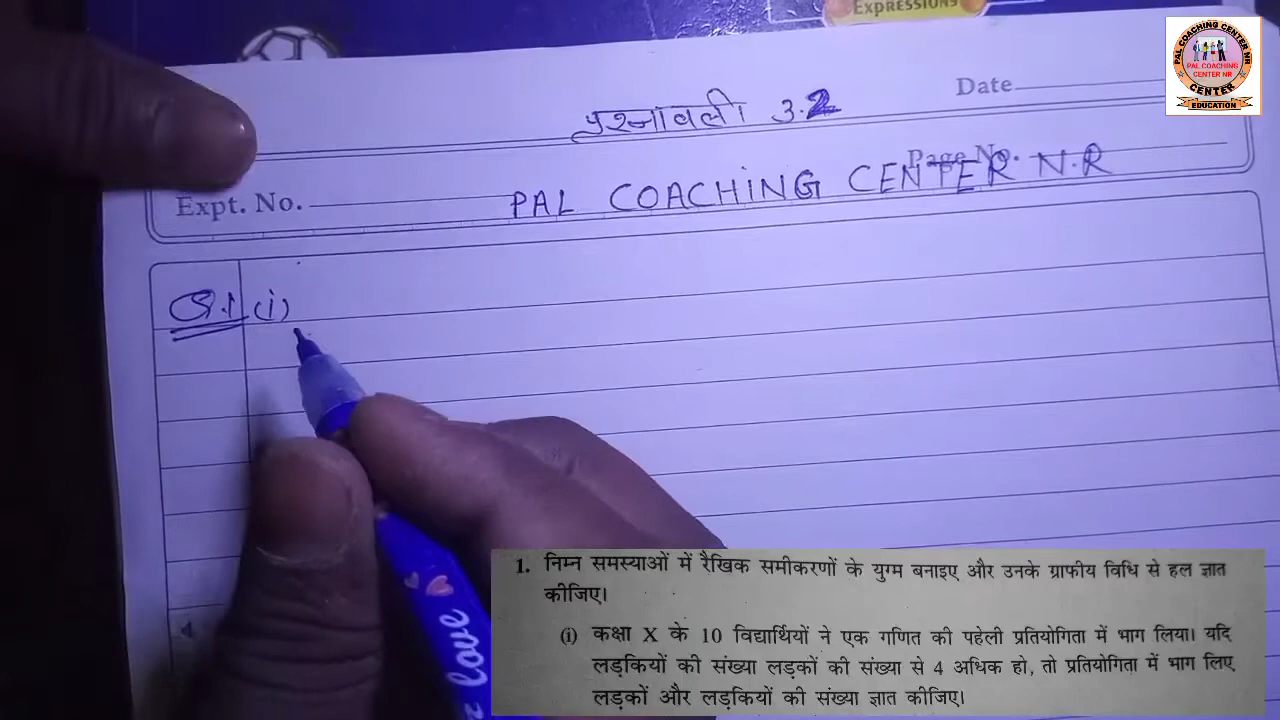 EXPRESSIONS
PAL COACHING CENTER NR
PAL COACHING
CENTER NR
CENTER
EDUCATION
Date
प्रश्नावली 3.2
Page No.
Expt. No.
PAL COACHING CENTER N.R
Q.1 (i)
love
1. निम्न समस्याओं में रैखिक समीकरणों के युग्म बनाइए और उनके ग्राफीय विधि से हल ज्ञात
कीजिए।
(i) कक्षा X के 10 विद्यार्थियों ने एक गणित की पहेली प्रतियोगिता में भाग लिया। यदि
लड़कियों की संख्या लड़कों की संख्या से 4 अधिक हो, तो प्रतियोगिता में भाग लिए
लड़कों और लड़कियों की संख्या ज्ञात कीजिए।